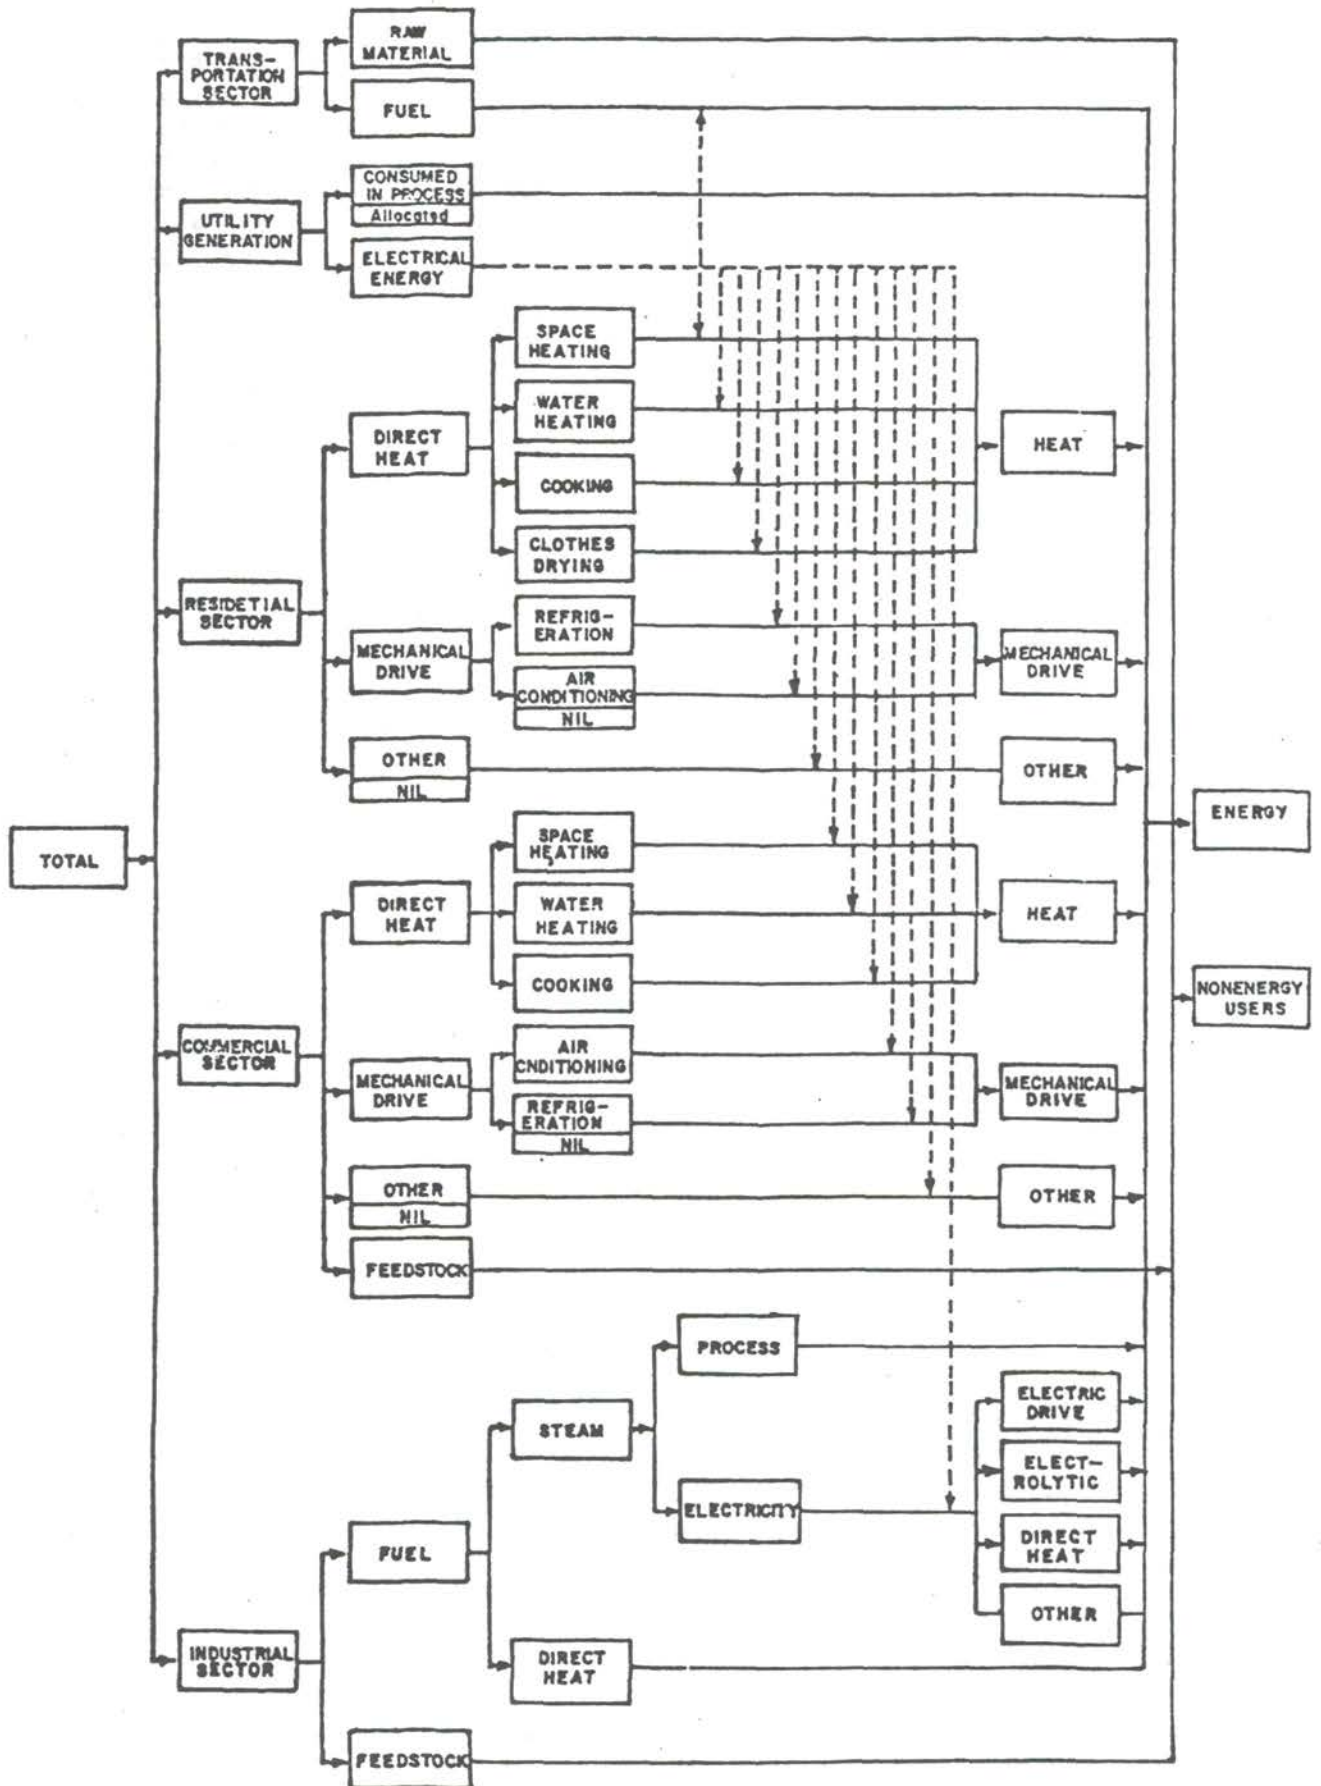 RAW
MATERIAL
TRANS-
PORTATION
SECTOR
FUEL
CONSUMED
IN PROCESS
Allocated
UTILITY
GENERATION
ELECTRICAL
ENERGY
SPACE
HEATING
WATER
HEATING
DIRECT
HEAT
HEAT
COOKING
CLOTHES
DRYING
RESIDETIAL
SECTOR
REFRIG-
ERATION
MECHANICAL
DRIVE
MECHANICAL
DRIVE
AIR
CONDITIONING
NIL
OTHER
NIL
OTHER
ENERGY
TOTAL
SPACE
HEATING
DIRECT
HEAT
WATER
HEATING
HEAT
COOKING
NONENERGY
USERS
COMMERCIAL
SECTOR
AIR
CNDITIONING
MECHANICAL
DRIVE
MECHANICAL
DRIVE
REFRIG-
ERATION
NIL
OTHER
NIL
OTHER
FEEDSTOCK
PROCESS
ELECTRIC
DRIVE
STEAM
ELECT-
ROLYTIC
ELECTRICITY
FUEL
DIRECT
HEAT
OTHER
INDUSTRIAL
SECTOR
DIRECT
HEAT
FEEDSTOCK